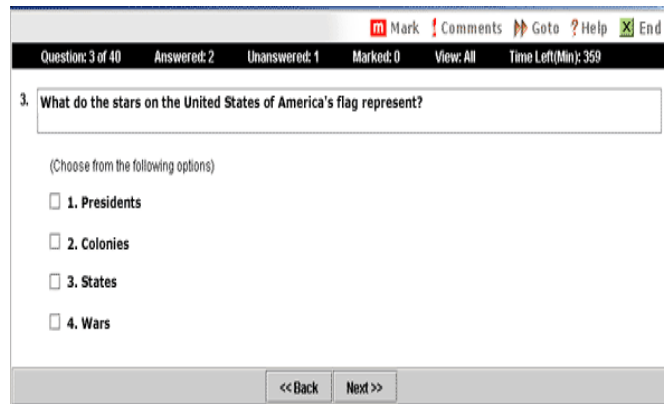 m Mark ! Comments Goto ? Help X End
Question: 3 of 40 Answered: 2 Unanswered: 1 Marked: 0 View: All Time Left(Min): 359
3. What do the stars on the United States of America's flag represent?
(Choose from the following options)
1. Presidents
2. Colonies
3. States
4. Wars
<< Back Next >>